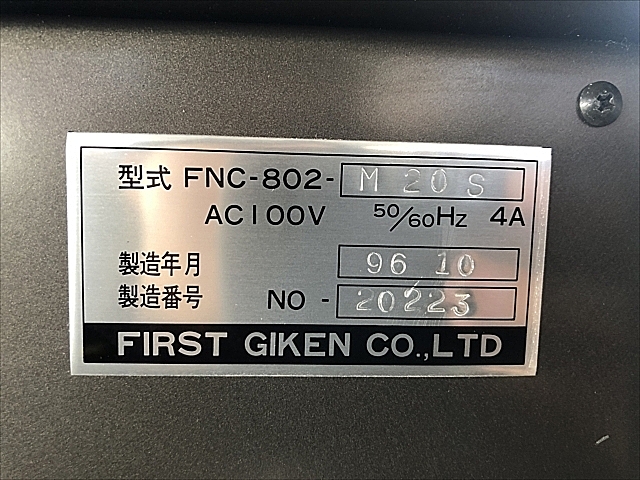 型式 FNC-802- M 20 S
AC100V 50/60Hz 4A
製造年月 96 10
製造番号 NO - 20223
FIRST GIKEN CO.,LTD